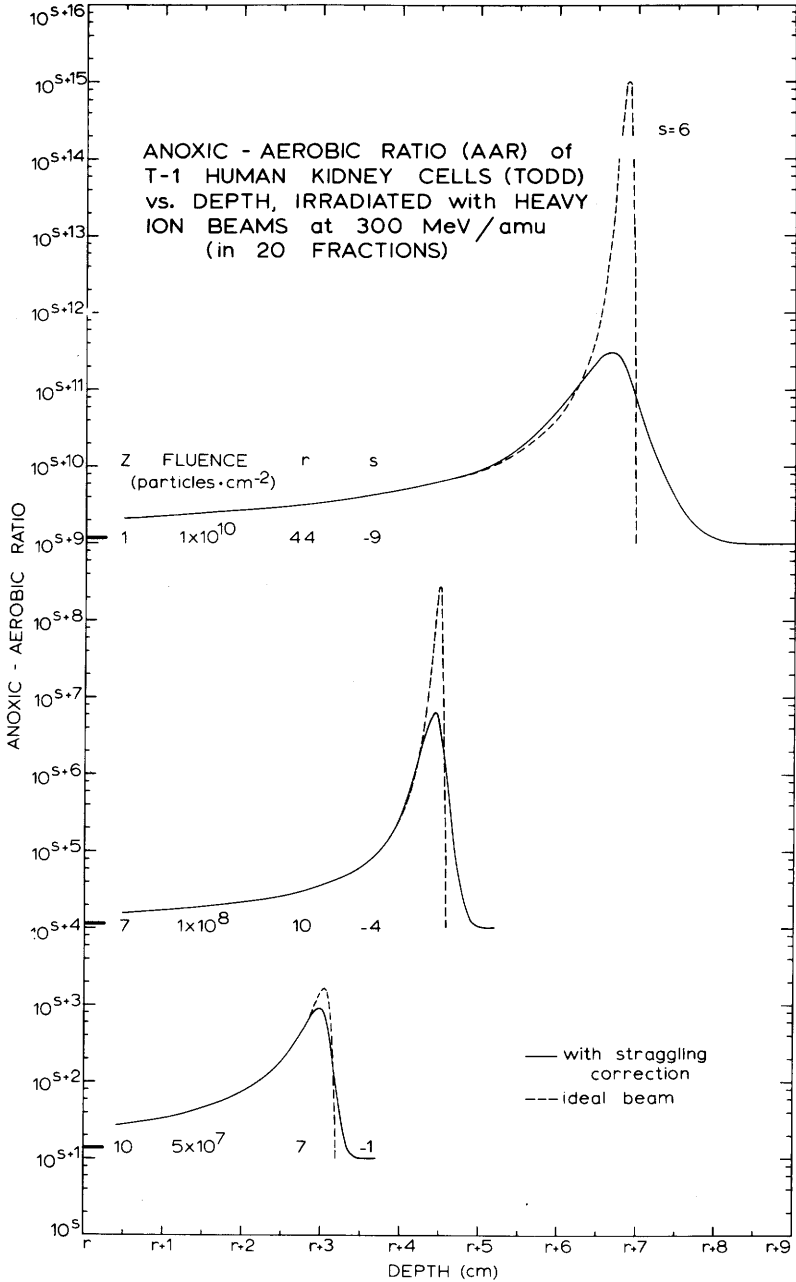 10^S+16
10^S+15
s=6
10^S+14
ANOXIC - AEROBIC RATIO (AAR) of
T-1 HUMAN KIDNEY CELLS (TODD)
vs. DEPTH, IRRADIATED with HEAVY
ION BEAMS at 300 MeV/amu
(in 20 FRACTIONS)
10^S+13
10^S+12
10^S+11
10^S+10
Z FLUENCE r s
(particles·cm^-2)
1 1x10^10 44 -9
10^S+9
10^S+8
10^S+7
10^S+6
10^S+5
10^S+4
7 1x10^8 10 -4
10^S+3
10^S+2
with straggling
correction
ideal beam
10 5x10^7 7 -1
10^S+1
10^S
ANOXIC - AEROBIC RATIO
r r+1 r+2 r+3 r+4 r+5 r+6 r+7 r+8 r+9
DEPTH (cm)